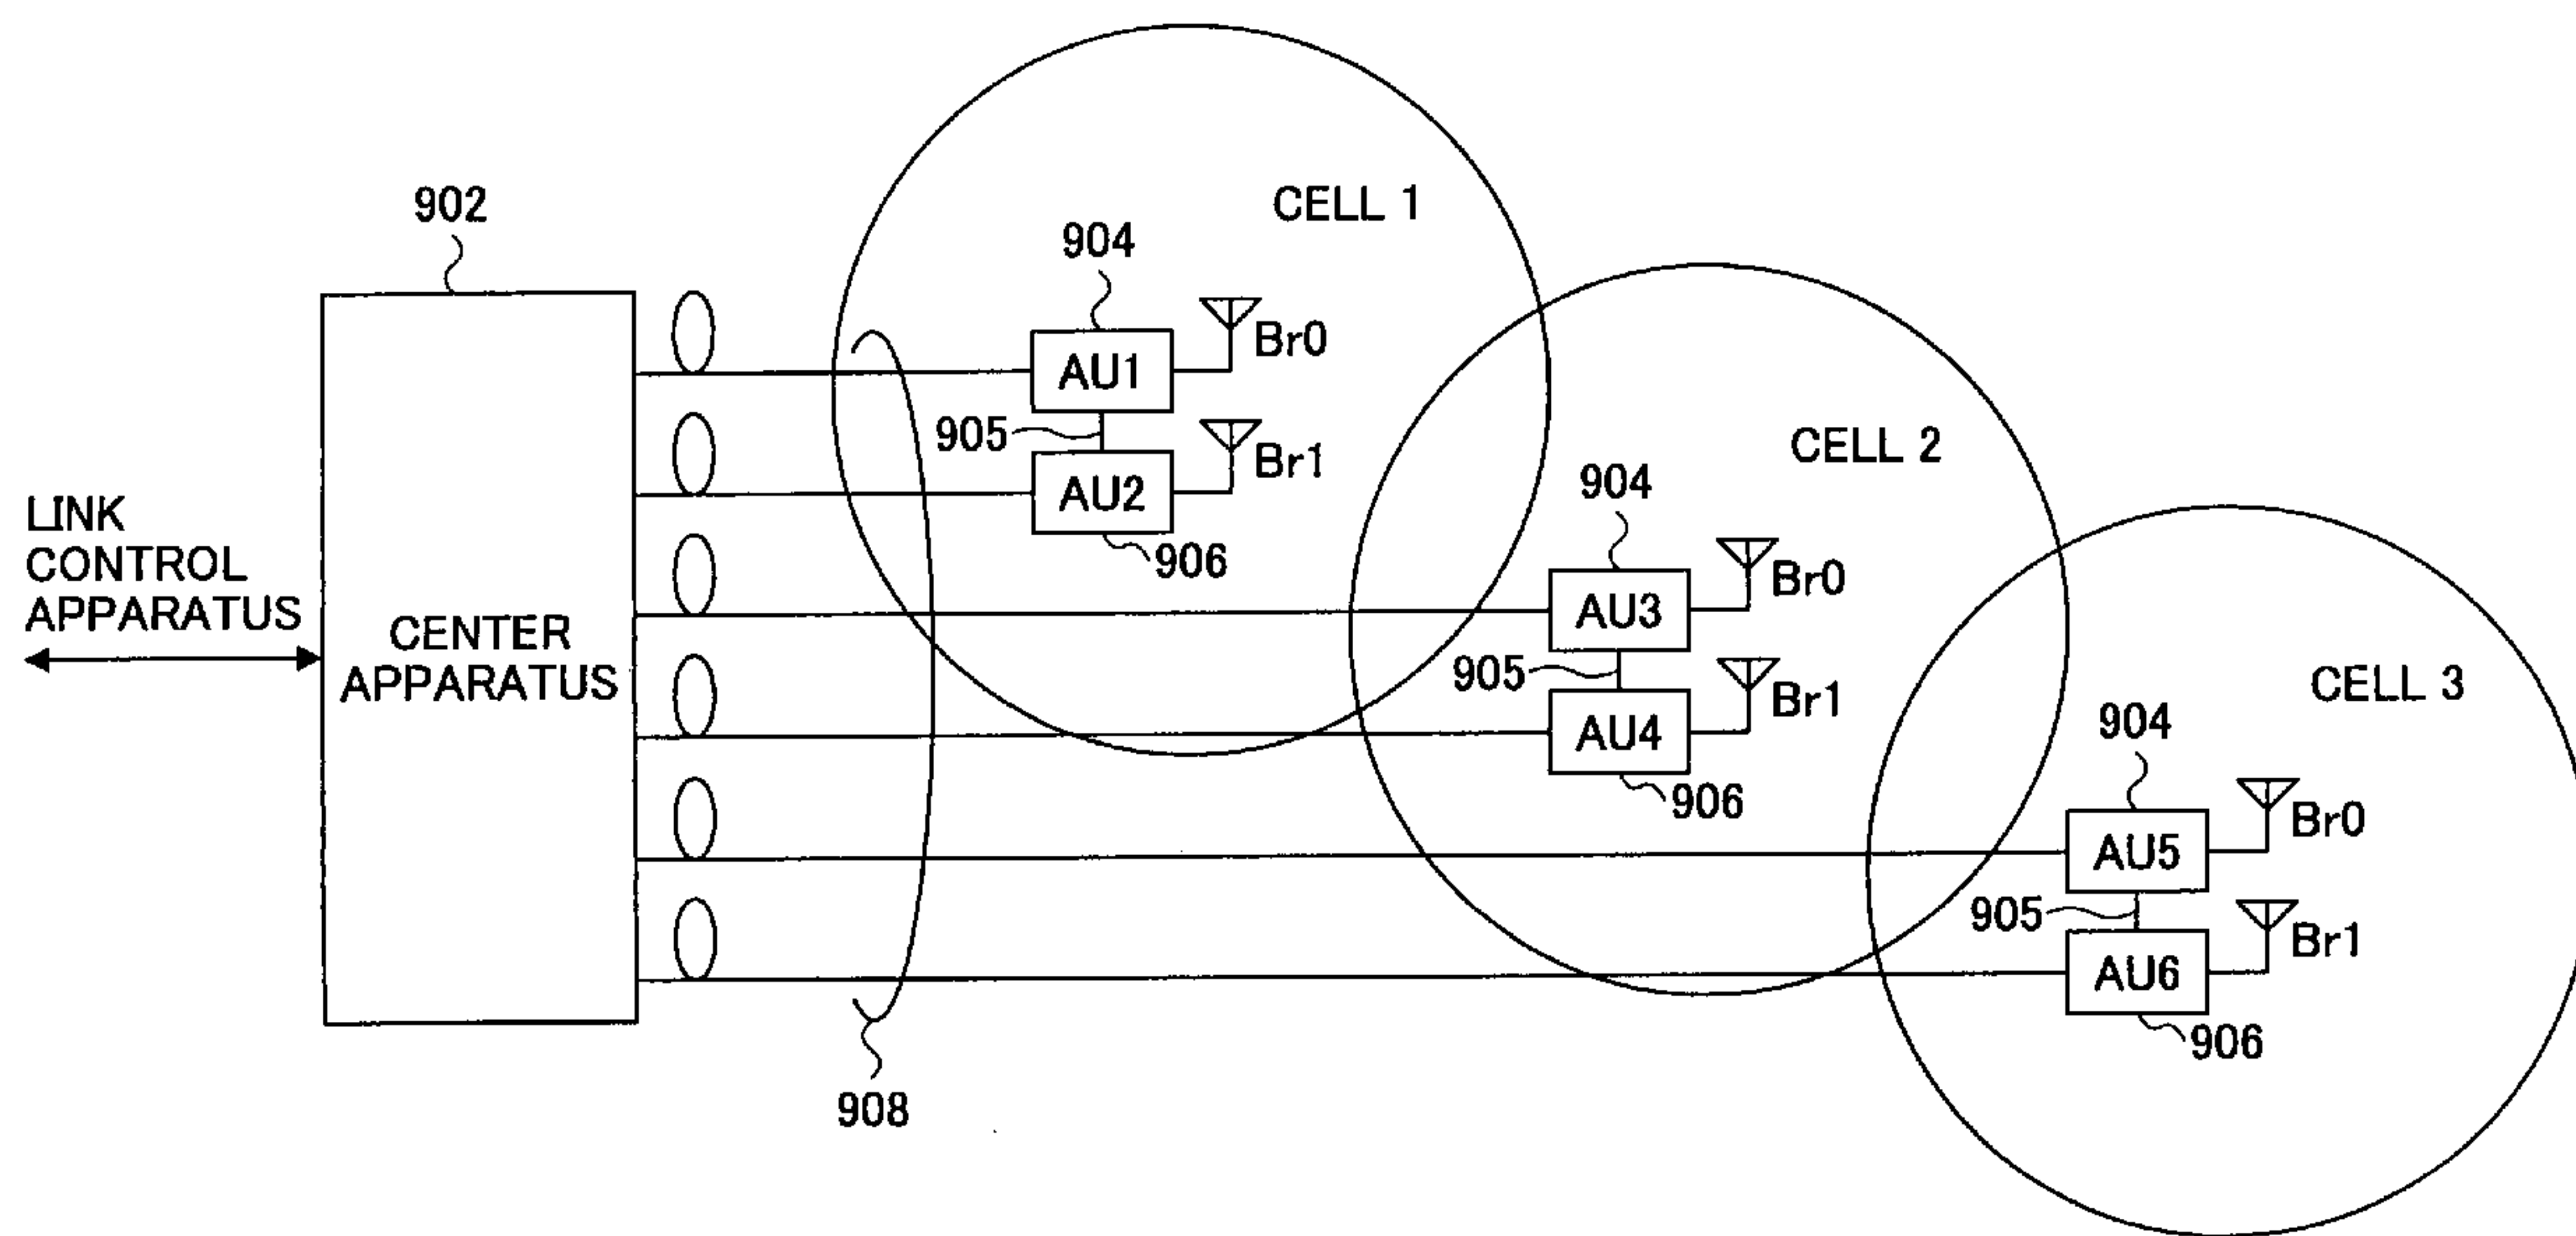 902
CELL 1
904
Br0
AU1
905
CELL 2
Br1
AU2
904
LINK
CONTROL
APPARATUS
906
Br0
AU3
CENTER
APPARATUS
905
CELL 3
Br1
AU4
904
906
Br0
AU5
905
Br1
AU6
906
908